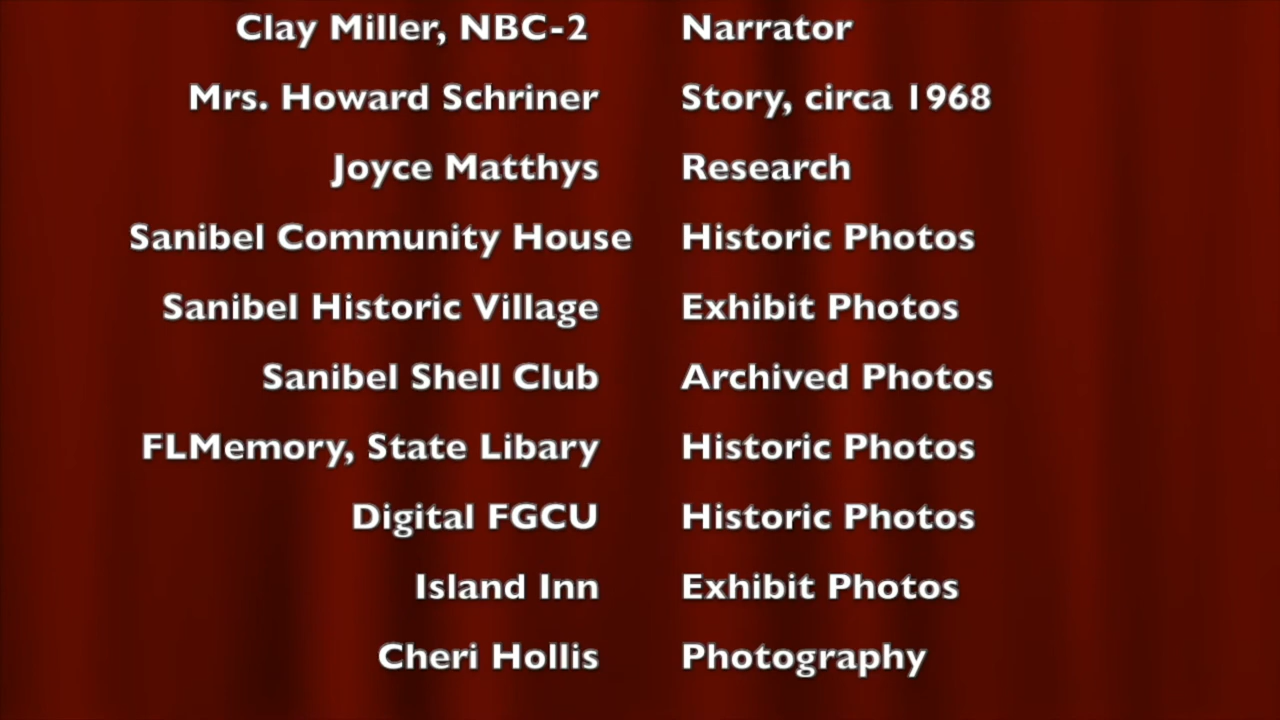 Clay Miller, NBC-2 Narrator
Mrs. Howard Schriner Story, circa 1968
Joyce Matthys Research
Sanibel Community House Historic Photos
Sanibel Historic Village Exhibit Photos
Sanibel Shell Club Archived Photos
FLMemory, State Libary Historic Photos
Digital FGCU Historic Photos
Island Inn Exhibit Photos
Cheri Hollis Photography